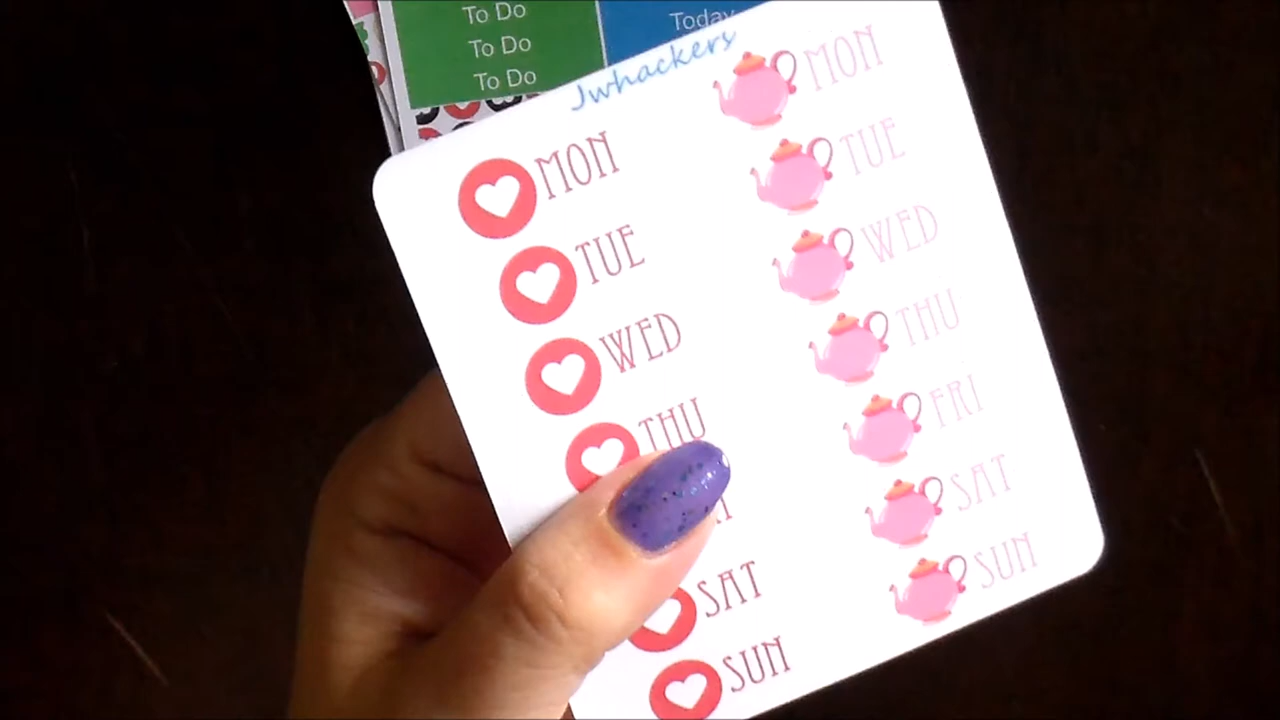 To Do
To Do
To Do
Today
Jwhackers
MON
TUE
WED
THU
SAT
SUN
MON
TUE
WED
THU
FRI
SAT
SUN